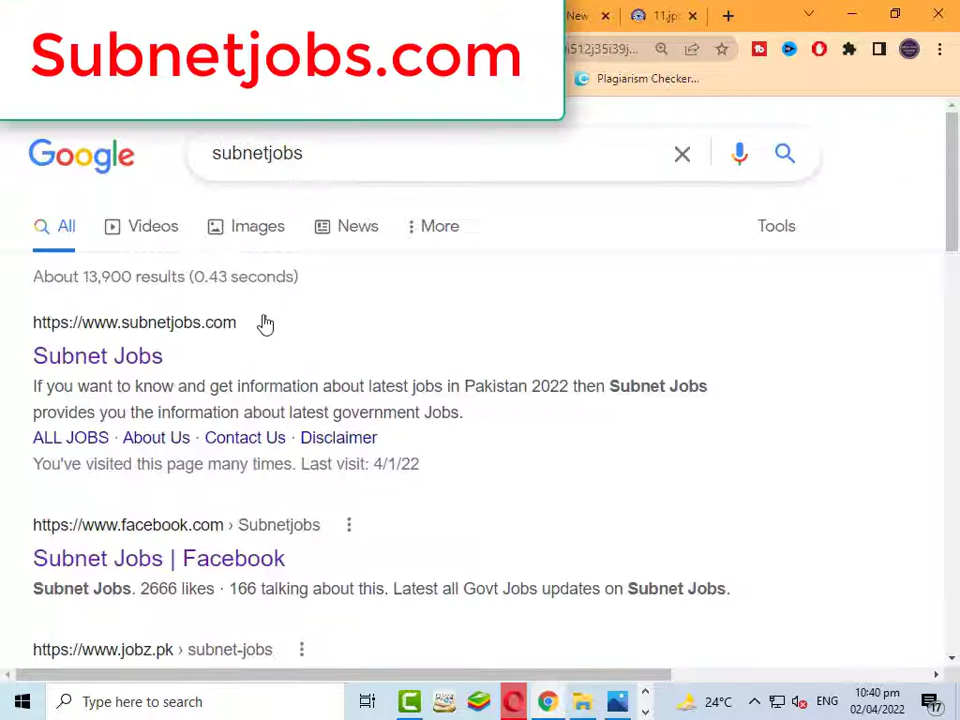 Subnetjobs.com
New
11.jp
i512j35i39j...
Plagiarism Checker...
Google
subnetjobs
All
Videos
Images
News
More
Tools
About 13,900 results (0.43 seconds)
https://www.subnetjobs.com
Subnet Jobs
If you want to know and get information about latest jobs in Pakistan 2022 then Subnet Jobs
provides you the information about latest government Jobs.
ALL JOBS · About Us · Contact Us · Disclaimer
You've visited this page many times. Last visit: 4/1/22
https://www.facebook.com › Subnetjobs
Subnet Jobs | Facebook
Subnet Jobs. 2666 likes · 166 talking about this. Latest all Govt Jobs updates on Subnet Jobs.
https://www.jobz.pk › subnet-jobs
Type here to search
24°C
ENG
10:40 pm
02/04/2022
17